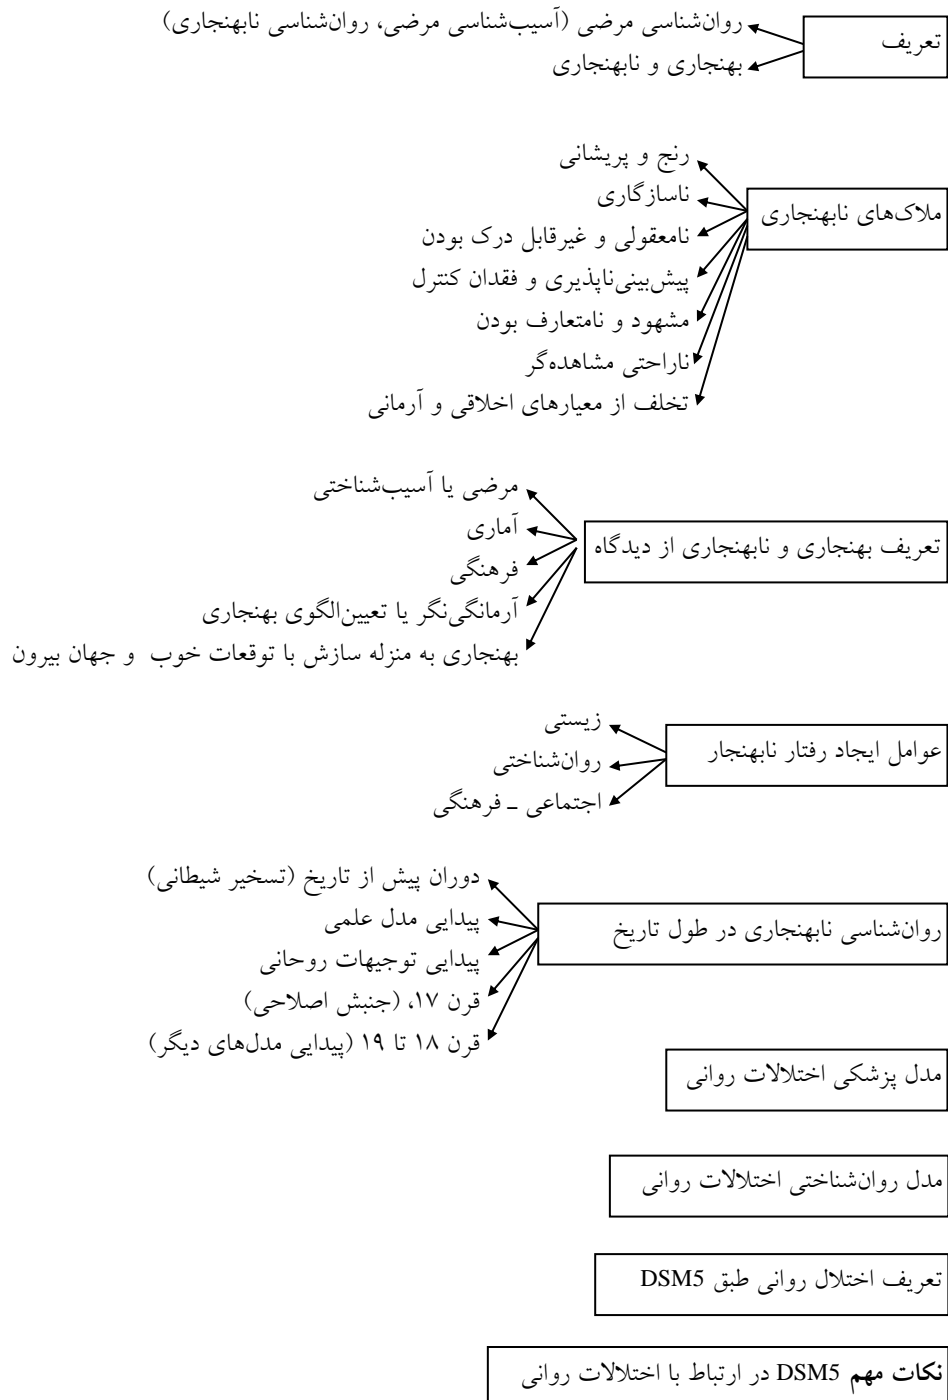 تعریف
روان‌شناسی مرضی (آسیب‌شناسی مرضی، روان‌شناسی نابهنجاری)
بهنجاری و نابهنجاری
ملاک‌های نابهنجاری
رنج و پریشانی
ناسازگاری
نامعقولی و غیرقابل درک بودن
پیش‌بینی‌ناپذیری و فقدان کنترل
مشهود و نامتعارف بودن
ناراحتی مشاهده‌گر
تخلف از معیارهای اخلاقی و آرمانی
تعریف بهنجاری و نابهنجاری از دیدگاه
مرضی یا آسیب‌شناختی
آماری
فرهنگی
آرمانگی‌نگر یا تعیین‌الگوی بهنجاری
بهنجاری به منزله سازش با توقعات خوب و جهان بیرون
عوامل ایجاد رفتار نابهنجار
زیستی
روان‌شناختی
اجتماعی ـ فرهنگی
روان‌شناسی نابهنجاری در طول تاریخ
دوران پیش از تاریخ (تسخیر شیطانی)
پیدایی مدل علمی
پیدایی توجیهات روحانی
قرن ۱۷، (جنبش اصلاحی)
قرن ۱۸ تا ۱۹ (پیدایی مدل‌های دیگر)
مدل پزشکی اختلالات روانی
مدل روان‌شناختی اختلالات روانی
تعریف اختلال روانی طبق DSM5
نکات مهم DSM5 در ارتباط با اختلالات روانی